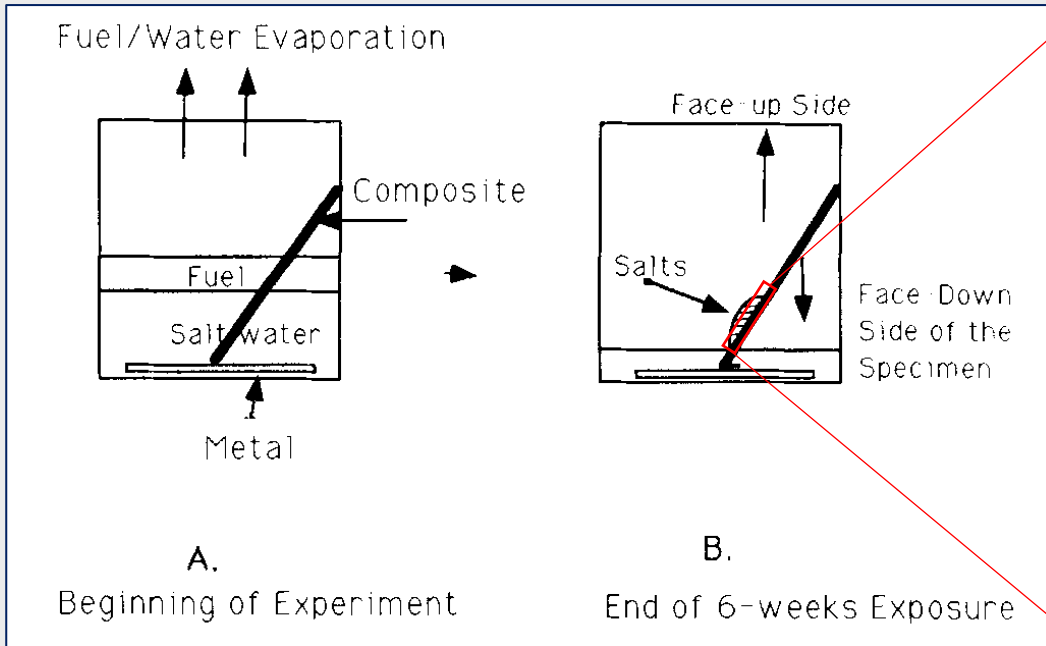 Fuel/Water Evaporation
Composite
Fuel
Salt water
Metal
A.
Beginning of Experiment
Face-up Side
Salts
Face-Down
Side of the
Specimen
B.
End of 6-weeks Exposure